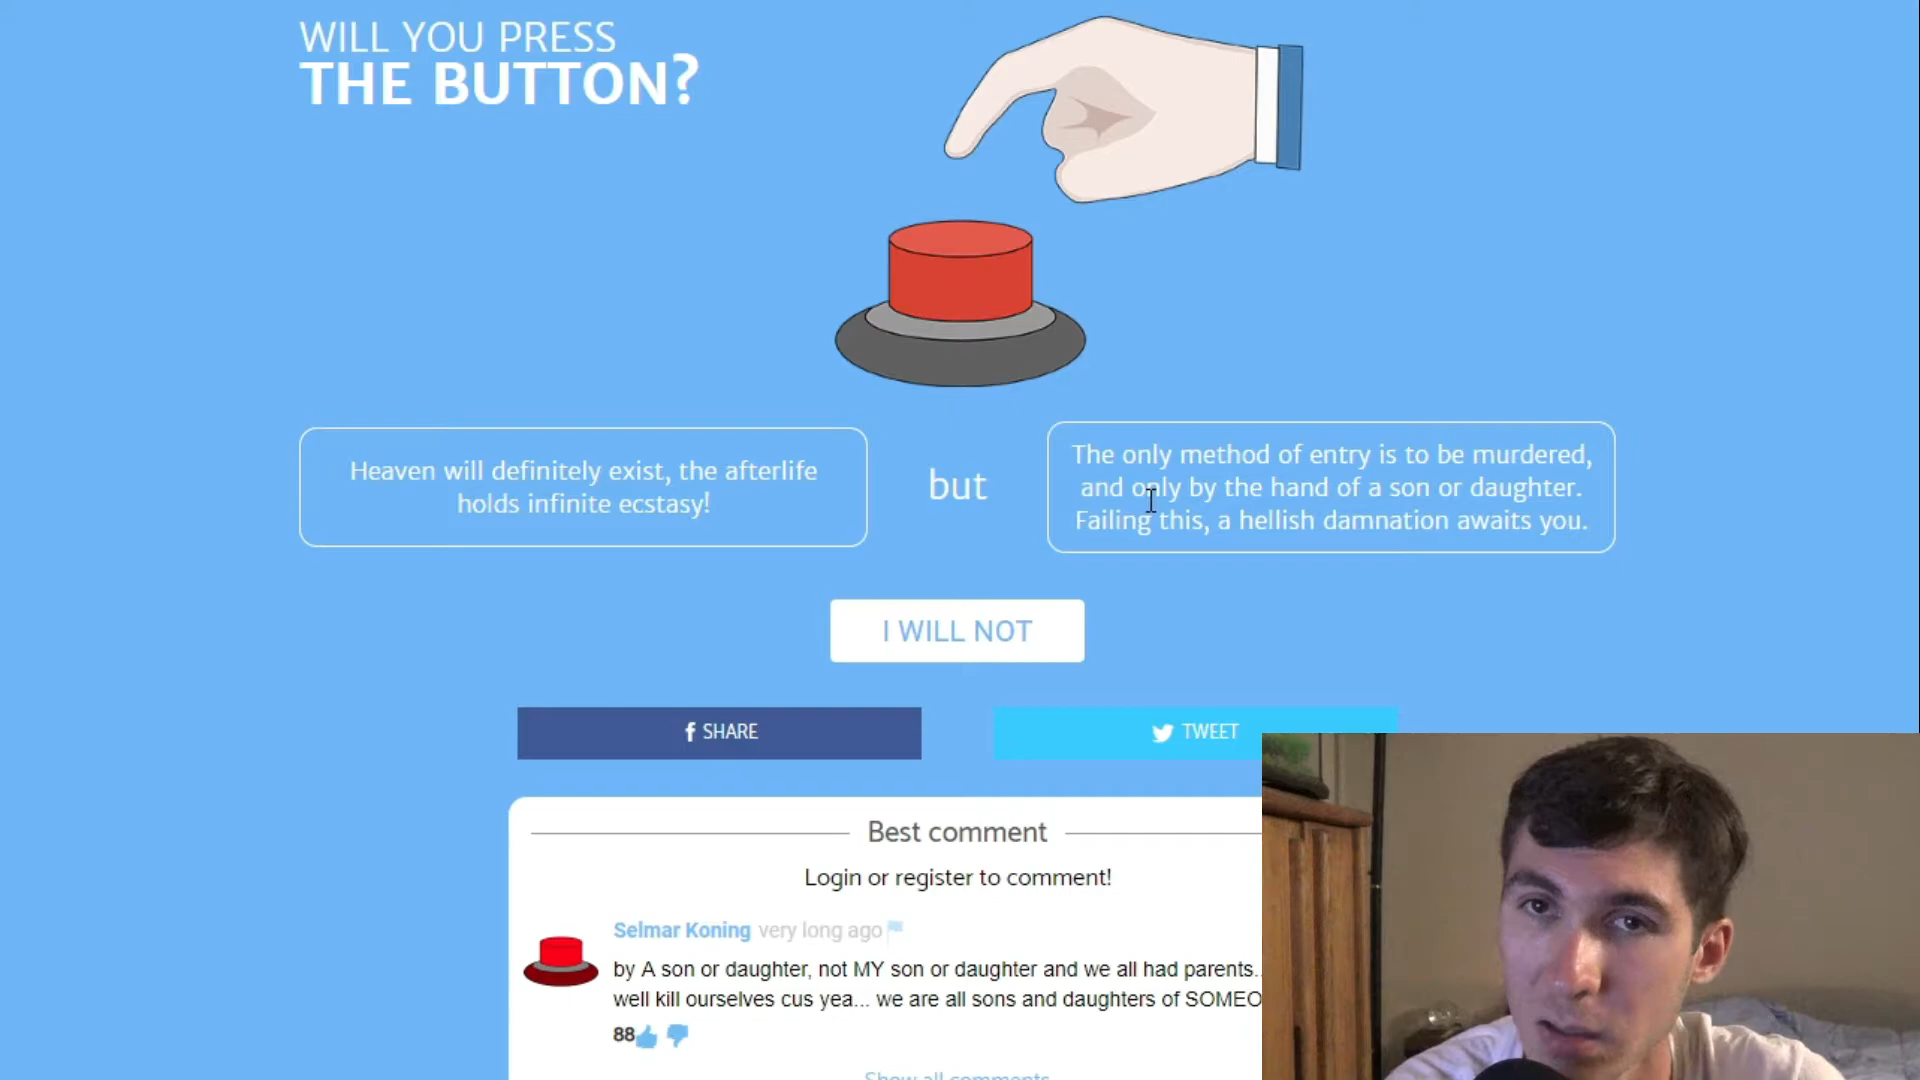 WILL YOU PRESS
THE BUTTON?
Heaven will definitely exist, the afterlife
holds infinite ecstasy!
but
The only method of entry is to be murdered,
and only by the hand of a son or daughter.
Failing this, a hellish damnation awaits you.
I WILL NOT
f SHARE
TWEET
Best comment
Login or register to comment!
Selmar Koning very long ago
by A son or daughter, not MY son or daughter and we all had parents..
well kill ourselves cus yea... we are all sons and daughters of SOMEO
88
Show all comments